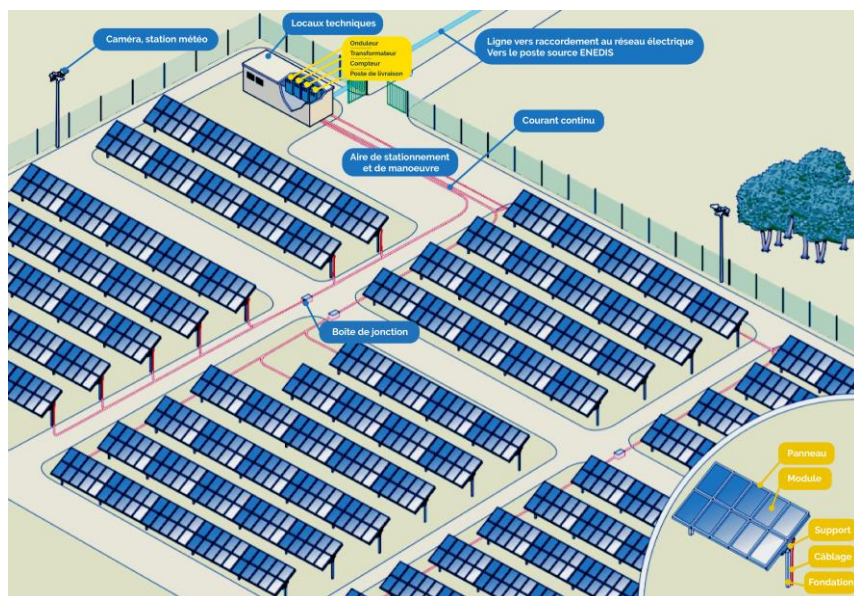 Locaux techniques
Caméra, station météo
Onduleur
Transformateur
Compteur
Poste de livraison
Ligne vers raccordement au réseau électrique
Vers le poste source ENEDIS
Courant continu
Aire de stationnement
et de manoeuvre
Boîte de jonction
Panneau
Module
Support
Câblage
Fondation